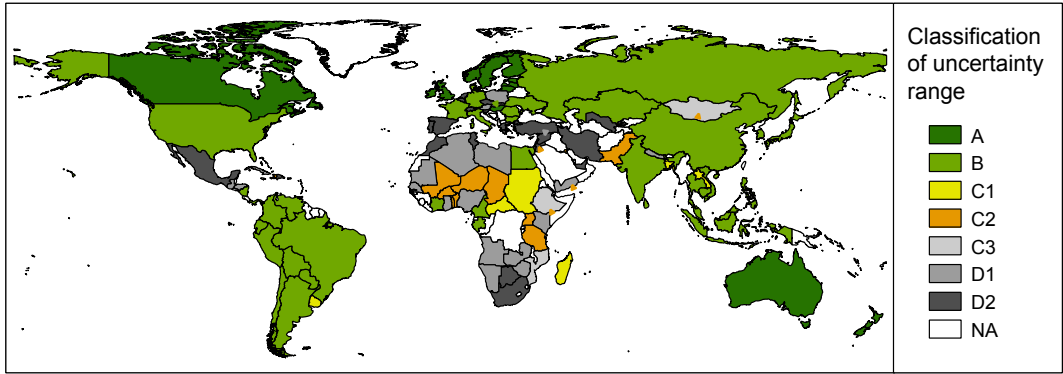 Classification
of uncertainty
range
A
B
C1
C2
C3
D1
D2
NA